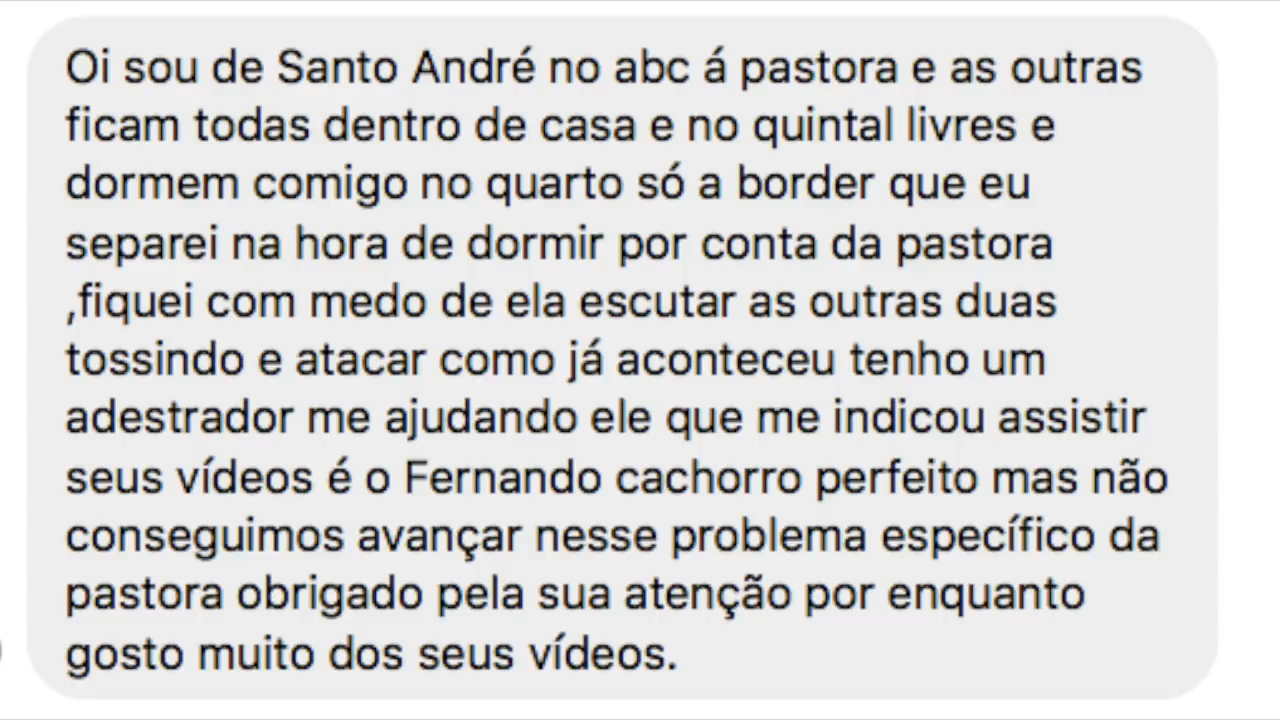 Oi sou de Santo André no abc á pastora e as outras
ficam todas dentro de casa e no quintal livres e
dormem comigo no quarto só a border que eu
separei na hora de dormir por conta da pastora
,fiquei com medo de ela escutar as outras duas
tossindo e atacar como já aconteceu tenho um
adestrador me ajudando ele que me indicou assistir
seus vídeos é o Fernando cachorro perfeito mas não
conseguimos avançar nesse problema específico da
pastora obrigado pela sua atenção por enquanto
gosto muito dos seus vídeos.